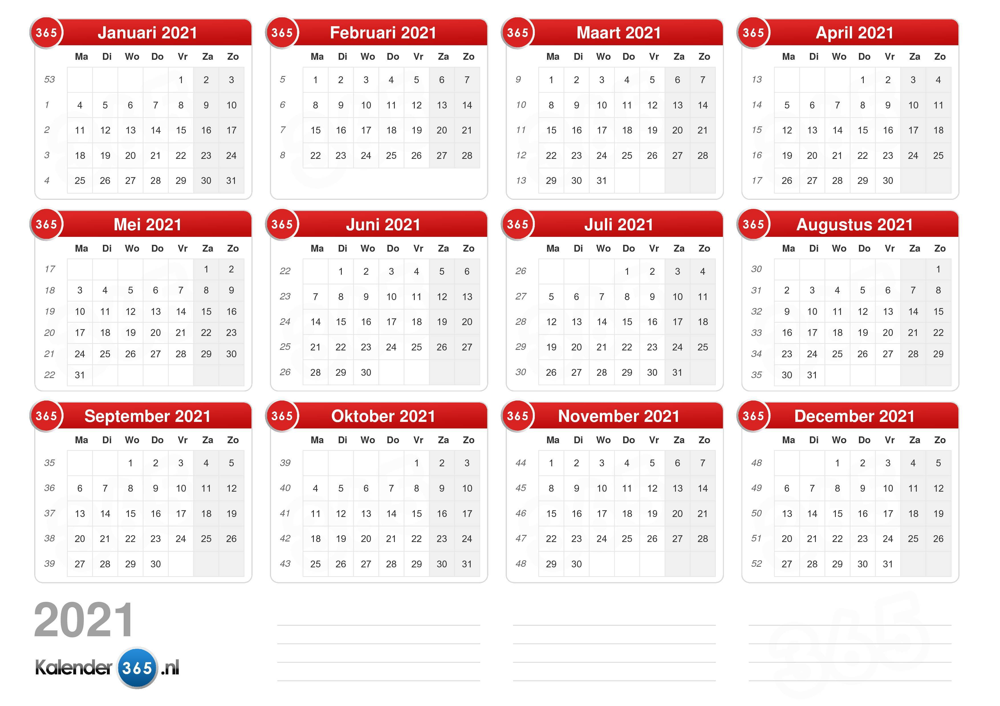 365 Januari 2021
Ma Di Wo Do Vr Za Zo
53 1 2 3
1 4 5 6 7 8 9 10
2 11 12 13 14 15 16 17
3 18 19 20 21 22 23 24
4 25 26 27 28 29 30 31
365 Februari 2021
Ma Di Wo Do Vr Za Zo
5 1 2 3 4 5 6 7
6 8 9 10 11 12 13 14
7 15 16 17 18 19 20 21
8 22 23 24 25 26 27 28
365 Maart 2021
Ma Di Wo Do Vr Za Zo
9 1 2 3 4 5 6 7
10 8 9 10 11 12 13 14
11 15 16 17 18 19 20 21
12 22 23 24 25 26 27 28
13 29 30 31
365 April 2021
Ma Di Wo Do Vr Za Zo
13 1 2 3 4
14 5 6 7 8 9 10 11
15 12 13 14 15 16 17 18
16 19 20 21 22 23 24 25
17 26 27 28 29 30
365 Mei 2021
Ma Di Wo Do Vr Za Zo
17 1 2
18 3 4 5 6 7 8 9
19 10 11 12 13 14 15 16
20 17 18 19 20 21 22 23
21 24 25 26 27 28 29 30
22 31
365 Juni 2021
Ma Di Wo Do Vr Za Zo
22 1 2 3 4 5 6
23 7 8 9 10 11 12 13
24 14 15 16 17 18 19 20
25 21 22 23 24 25 26 27
26 28 29 30
365 Juli 2021
Ma Di Wo Do Vr Za Zo
26 1 2 3 4
27 5 6 7 8 9 10 11
28 12 13 14 15 16 17 18
29 19 20 21 22 23 24 25
30 26 27 28 29 30 31
365 Augustus 2021
Ma Di Wo Do Vr Za Zo
30 1
31 2 3 4 5 6 7 8
32 9 10 11 12 13 14 15
33 16 17 18 19 20 21 22
34 23 24 25 26 27 28 29
35 30 31
365 September 2021
Ma Di Wo Do Vr Za Zo
35 1 2 3 4 5
36 6 7 8 9 10 11 12
37 13 14 15 16 17 18 19
38 20 21 22 23 24 25 26
39 27 28 29 30
365 Oktober 2021
Ma Di Wo Do Vr Za Zo
39 1 2 3
40 4 5 6 7 8 9 10
41 11 12 13 14 15 16 17
42 18 19 20 21 22 23 24
43 25 26 27 28 29 30 31
365 November 2021
Ma Di Wo Do Vr Za Zo
44 1 2 3 4 5 6 7
45 8 9 10 11 12 13 14
46 15 16 17 18 19 20 21
47 22 23 24 25 26 27 28
48 29 30
365 December 2021
Ma Di Wo Do Vr Za Zo
48 1 2 3 4 5
49 6 7 8 9 10 11 12
50 13 14 15 16 17 18 19
51 20 21 22 23 24 25 26
52 27 28 29 30 31
2021
Kalender 365 .nl
365